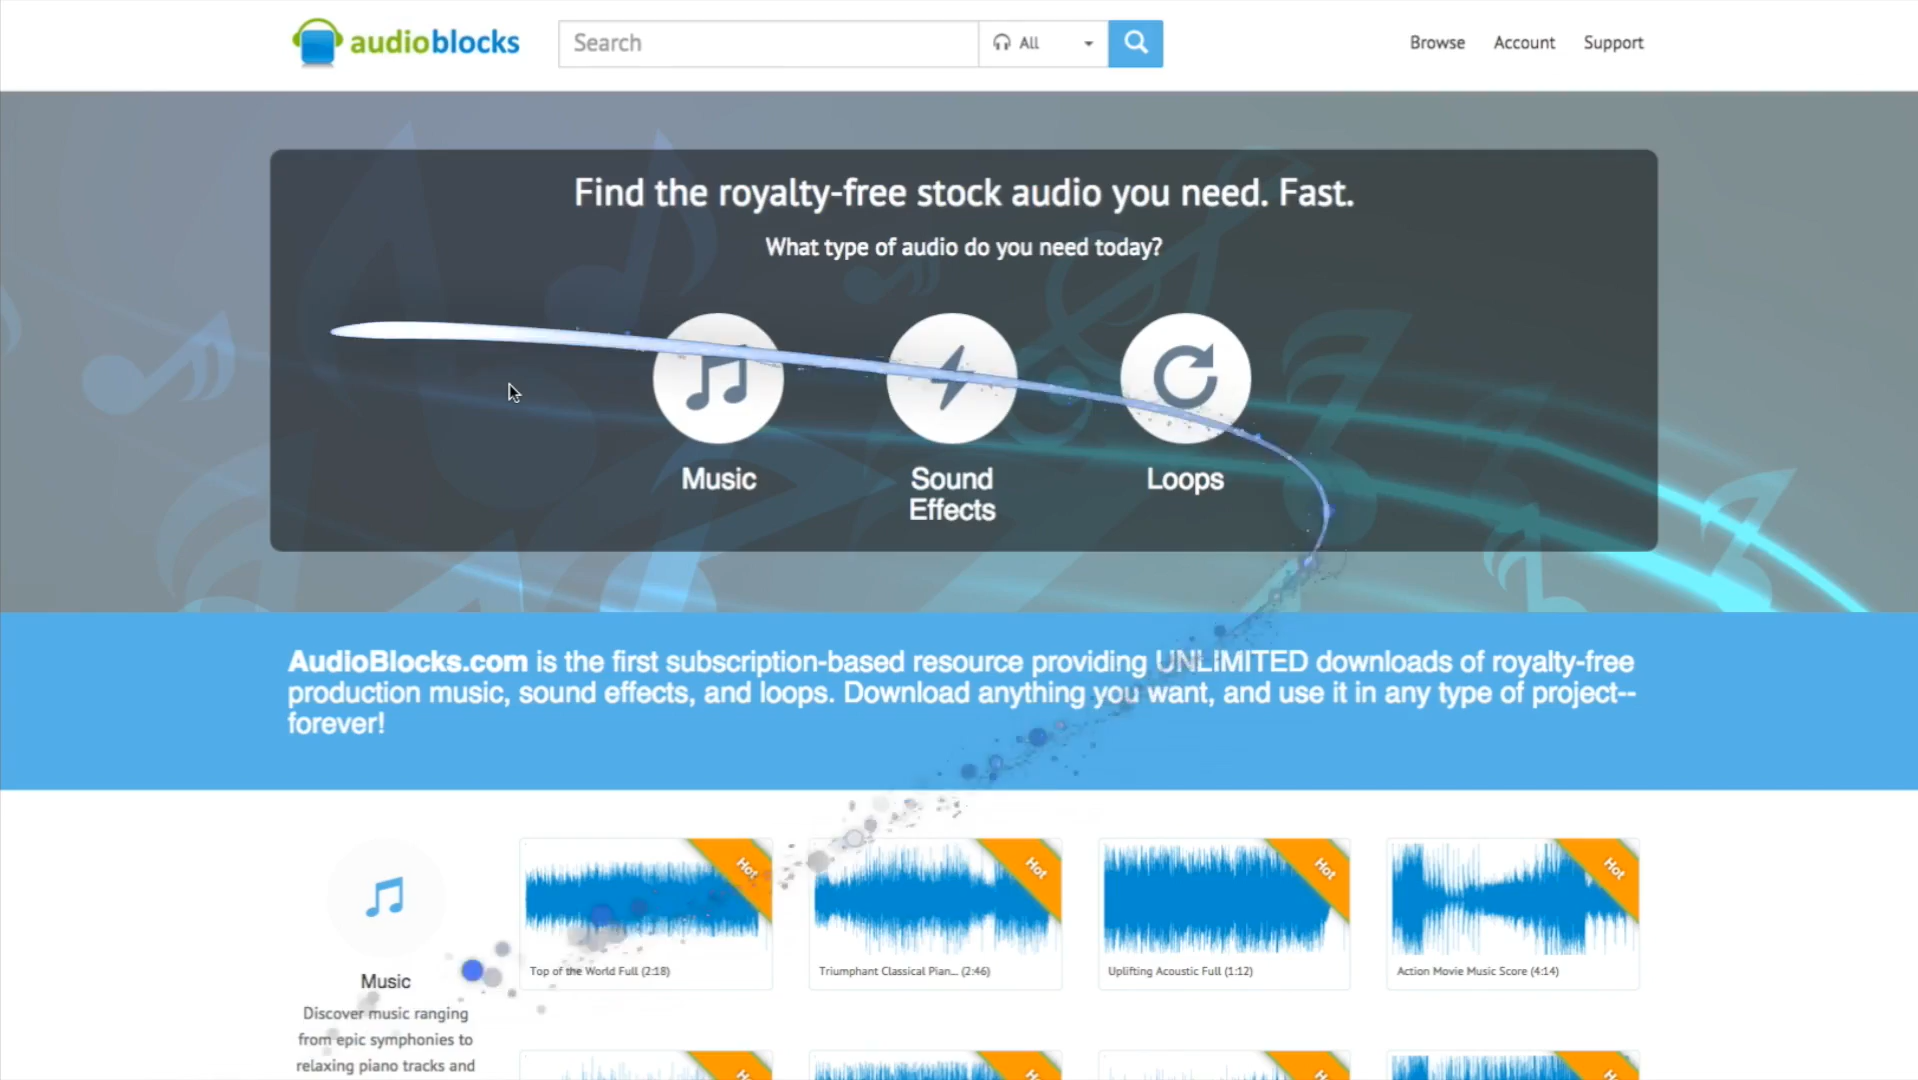 audioblocks
Search
All
Browse
Account
Support
Find the royalty-free stock audio you need. Fast.
What type of audio do you need today?
Music
Sound
Effects
Loops
AudioBlocks.com is the first subscription-based resource providing UNLIMITED downloads of royalty-free
production music, sound effects, and loops. Download anything you want, and use it in any type of project--
forever!
Hot
Hot
Hot
Hot
Top of the World Full (2:18)
Triumphant Classical Pian... (2:46)
Uplifting Acoustic Full (1:12)
Action Movie Music Score (4:14)
Music
Discover music ranging
from epic symphonies to
relaxing piano tracks and